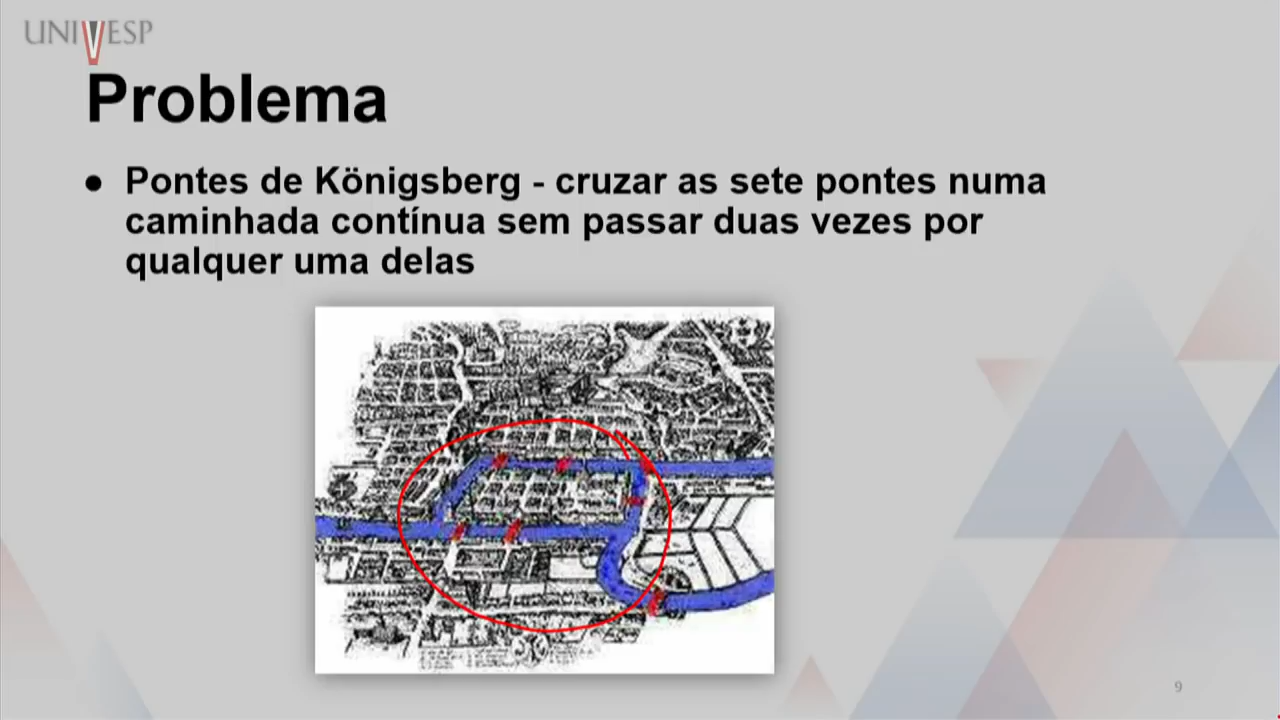 UNIVESP
Problema
● Pontes de Königsberg - cruzar as sete pontes numa
caminhada contínua sem passar duas vezes por
qualquer uma delas
9